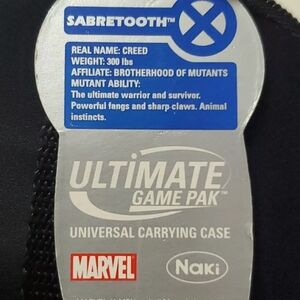 SABRETOOTH™
REAL NAME: CREED
WEIGHT: 300 lbs
AFFILIATE: BROTHERHOOD OF MUTANTS
MUTANT ABILITY:
The ultimate warrior and survivor.
Powerful fangs and sharp claws. Animal
instincts.
ULTiMATE
GAME PAK™
UNIVERSAL CARRYING CASE
MARVEL
Naki